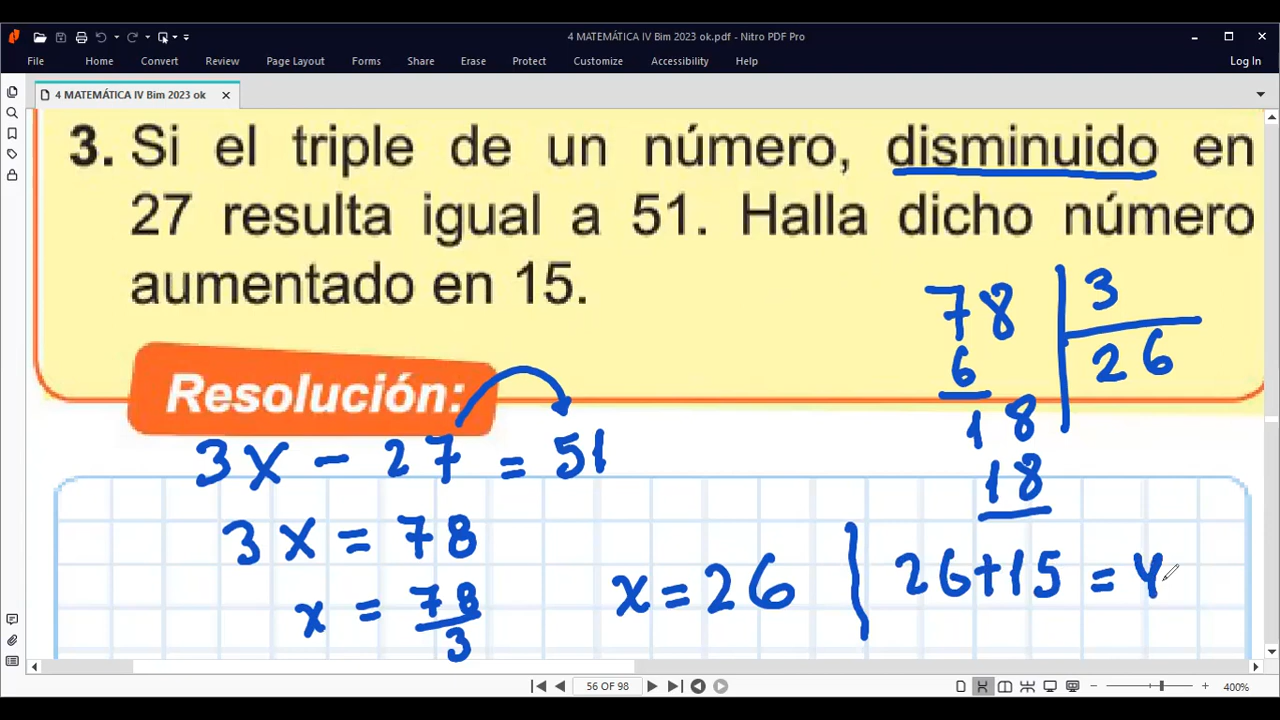 4 MATEMÁTICA IV Bim 2023 ok.pdf - Nitro PDF Pro
File Home Convert Review Page Layout Forms Share Erase Protect Customize Accessibility Help Log In
4 MATEMÁTICA IV Bim 2023 ok
3. Si el triple de un número, disminuido en
27 resulta igual a 51. Halla dicho número
aumentado en 15.
Resolución:
3x - 27 = 51
3x = 78
x = 78/3
x = 26
78 3
6 26
18
18
26+15 = 4
56 OF 98
400%